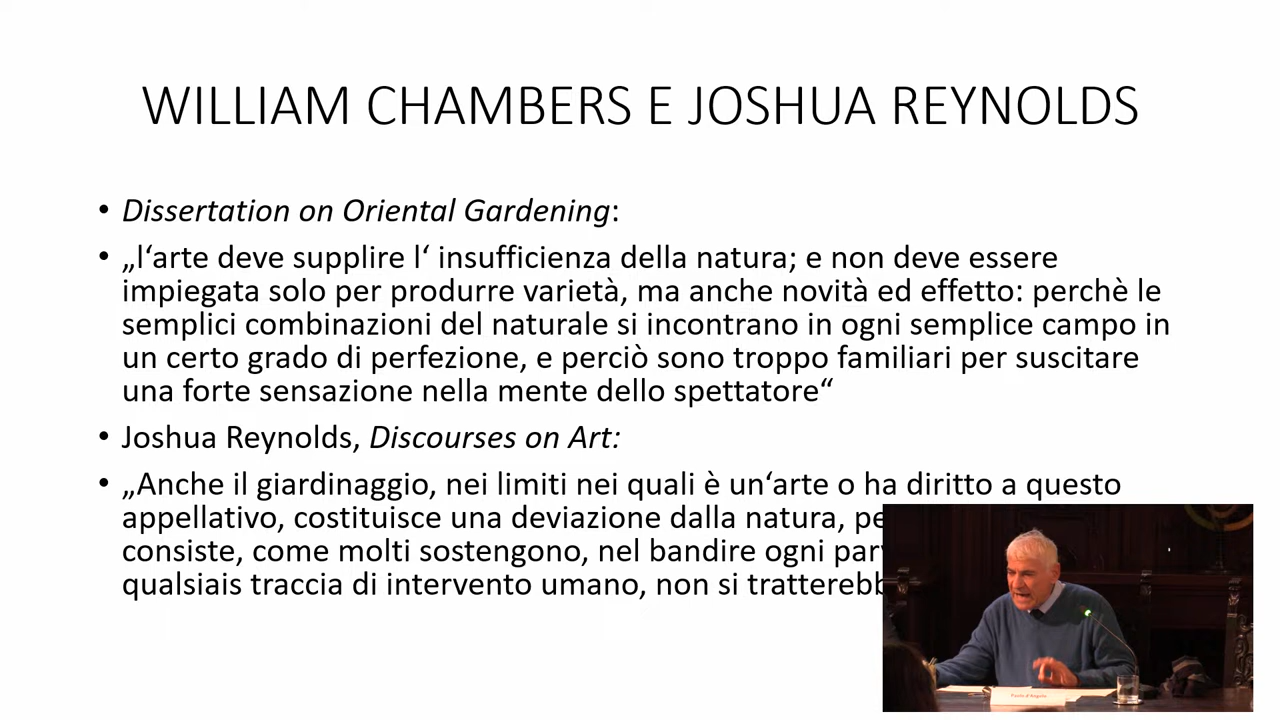 WILLIAM CHAMBERS E JOSHUA REYNOLDS
• Dissertation on Oriental Gardening:
• „l‘arte deve supplire l‘ insufficienza della natura; e non deve essere
impiegata solo per produrre varietà, ma anche novità ed effetto: perchè le
semplici combinazioni del naturale si incontrano in ogni semplice campo in
un certo grado di perfezione, e perciò sono troppo familiari per suscitare
una forte sensazione nella mente dello spettatore“
• Joshua Reynolds, Discourses on Art:
• „Anche il giardinaggio, nei limiti nei quali è un‘arte o ha diritto a questo
appellativo, costituisce una deviazione dalla natura,
consiste, come molti sostengono, nel bandire ogni
qualsiais traccia di intervento umano, non si